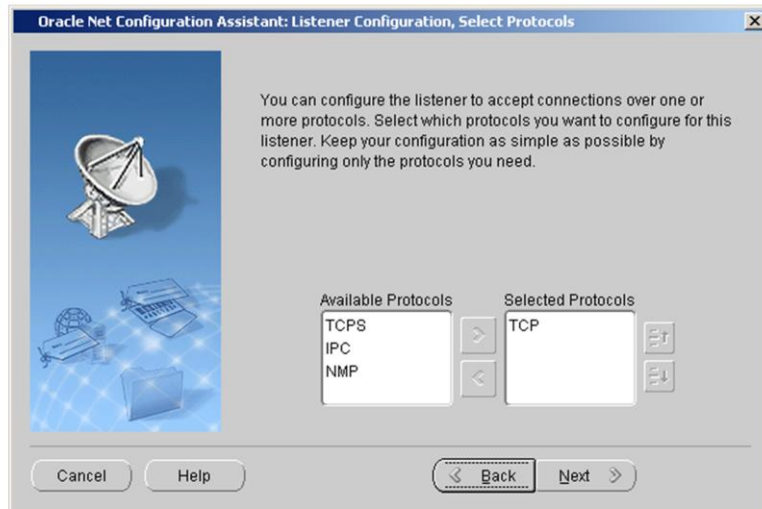 Oracle Net Configuration Assistant: Listener Configuration, Select Protocols
You can configure the listener to accept connections over one or
more protocols. Select which protocols you want to configure for this
listener. Keep your configuration as simple as possible by
configuring only the protocols you need.
Available Protocols
TCPS
IPC
NMP
Selected Protocols
TCP
Cancel
Help
Back
Next